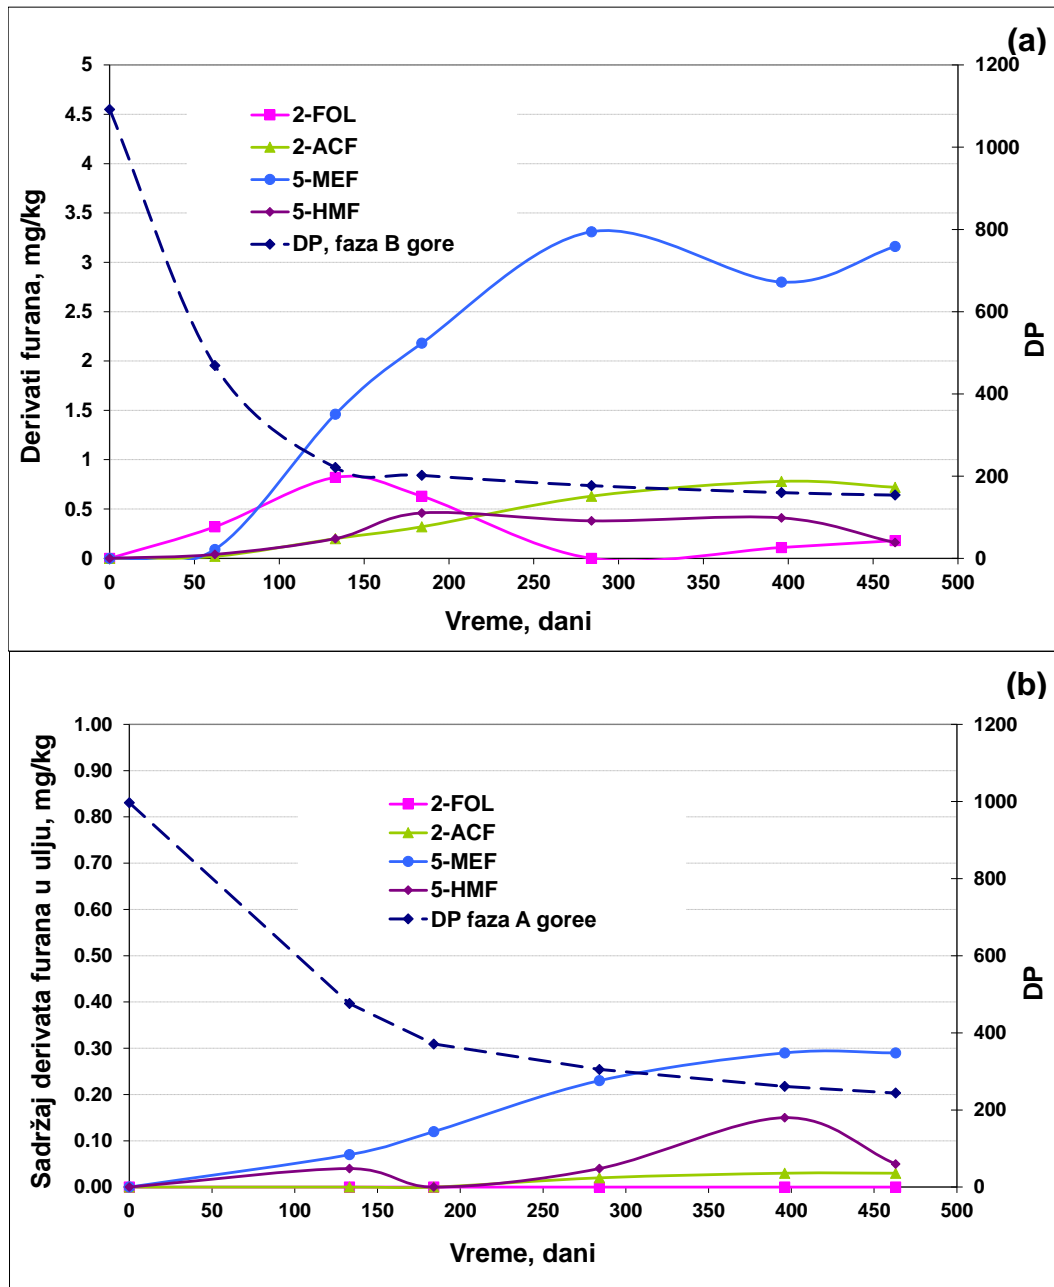 (a)
Derivati furana, mg/kg
5
4.5
4
3.5
3
2.5
2
1.5
1
0.5
0
2-FOL
2-ACF
5-MEF
5-HMF
DP, faza B gore
1200
1000
800
600
400
200
0
DP
0 50 100 150 200 250 300 350 400 450 500
Vreme, dani
(b)
Sadržaj derivata furana u ulju, mg/kg
1.00
0.90
0.80
0.70
0.60
0.50
0.40
0.30
0.20
0.10
0.00
2-FOL
2-ACF
5-MEF
5-HMF
DP faza A goree
1200
1000
800
600
400
200
0
DP
0 50 100 150 200 250 300 350 400 450 500
Vreme, dani